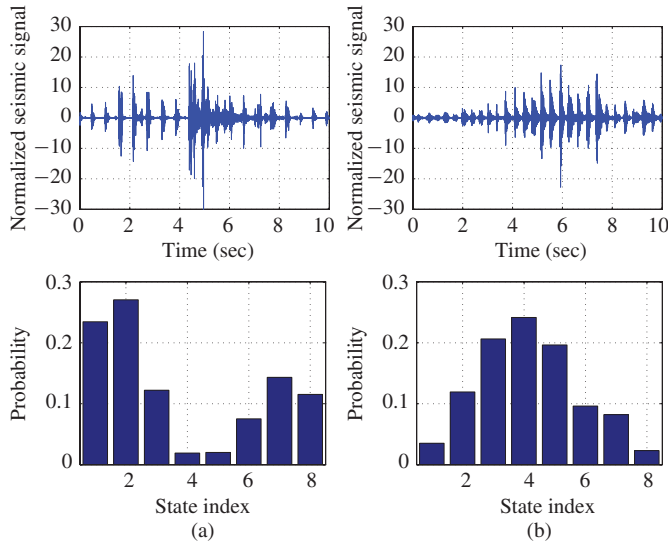 Normalized seismic signal
30
20
10
0
−10
−20
−30
0 2 4 6 8 10
Time (sec)
Normalized seismic signal
30
20
10
0
−10
−20
−30
0 2 4 6 8 10
Time (sec)
Probability
0.3
0.2
0.1
0
2 4 6 8
State index
(a)
Probability
0.3
0.2
0.1
0
2 4 6 8
State index
(b)